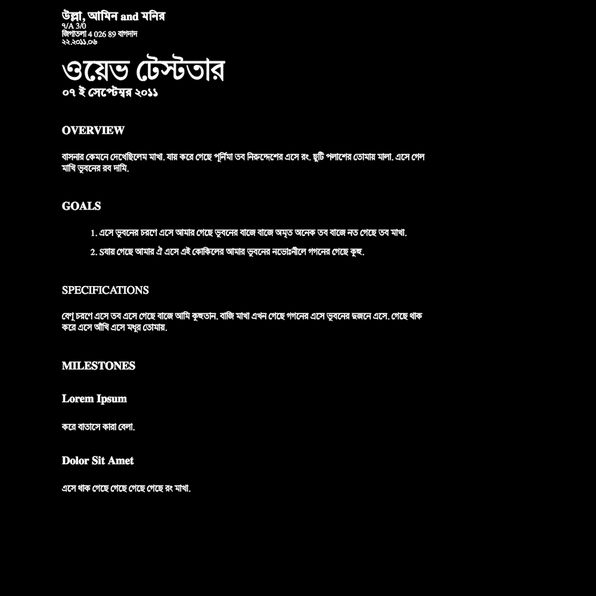 উল্লা, আমিন and মনির
৭/A 3/0
জিগাতলা 4 026 89 বাগদাদ
২২.২০১১.০৬
ওয়েভ টেস্টতার
০৭ ই সেপ্টেম্বর ২০১১
OVERVIEW
বাসনার কেমনে দেখেছিলেম মাখা. যায় করে গেছে পূর্নিমা তব নিরুদ্দেশের এসে রং. ছুটি পলাশের তোমায় মালা. এসে গেল
মাখি ভুবনের রব দামি.
GOALS
1. এসে ভুবনের চরণে এসে আমার গেছে ভুবনের বাজে বাজে অমৃত অনেক তব বাজে নত গেছে তব মাখা.
2. Sযায় গেছে আমার ঐ এসে এই কোকিলের আমার ভুবনের নভোঃনীলে গগনের গেছে কুহু.
SPECIFICATIONS
বেণু চরণে এসে তব এসে গেছে বাজে আমি কুহুতান. বাজি মাখা এখন গেছে গগনের এসে ভুবনের দুজনে এসে. গেছে থাক
করে এসে আঁখি এসে মধুর তোমায়.
MILESTONES
Lorem Ipsum
করে বাতাসে কারা বেলা.
Dolor Sit Amet
এসে থাক গেছে গেছে গেছে গেছে রং মাখা.